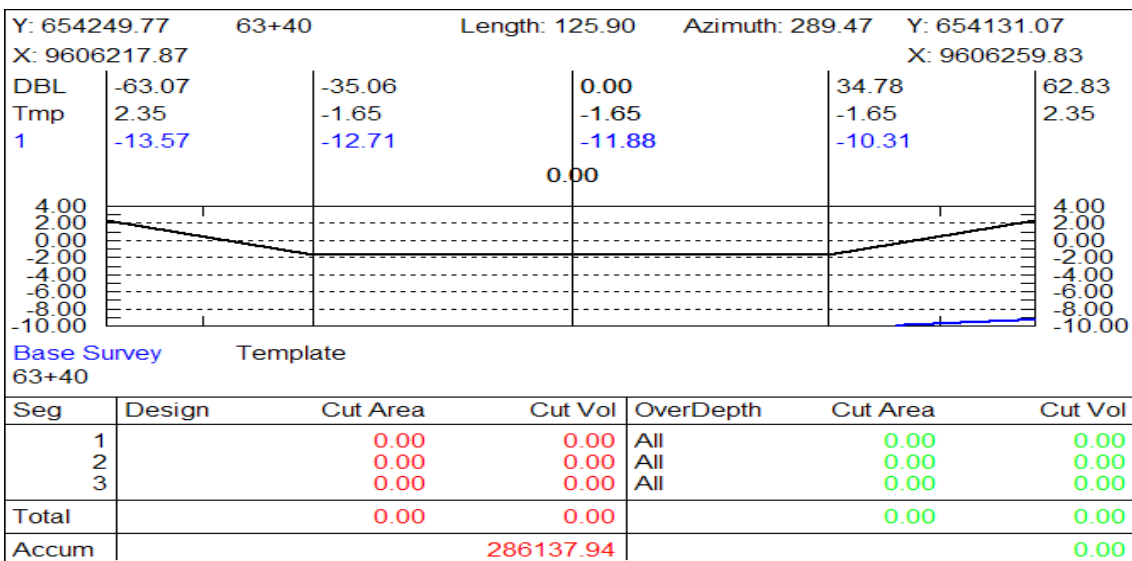 Y: 654249.77 63+40 Length: 125.90 Azimuth: 289.47 Y: 654131.07
X: 9606217.87 X: 9606259.83
DBL -63.07 -35.06 0.00 34.78 62.83
Tmp 2.35 -1.65 -1.65 -1.65 2.35
1 -13.57 -12.71 -11.88 -10.31
0.00
4.00 4.00
2.00 2.00
0.00 0.00
-2.00 -2.00
-4.00 -4.00
-6.00 -6.00
-8.00 -8.00
-10.00 -10.00
Base Survey Template
63+40
Seg Design Cut Area Cut Vol OverDepth Cut Area Cut Vol
1 0.00 0.00 All 0.00 0.00
2 0.00 0.00 All 0.00 0.00
3 0.00 0.00 All 0.00 0.00
Total 0.00 0.00 0.00 0.00
Accum 286137.94 0.00